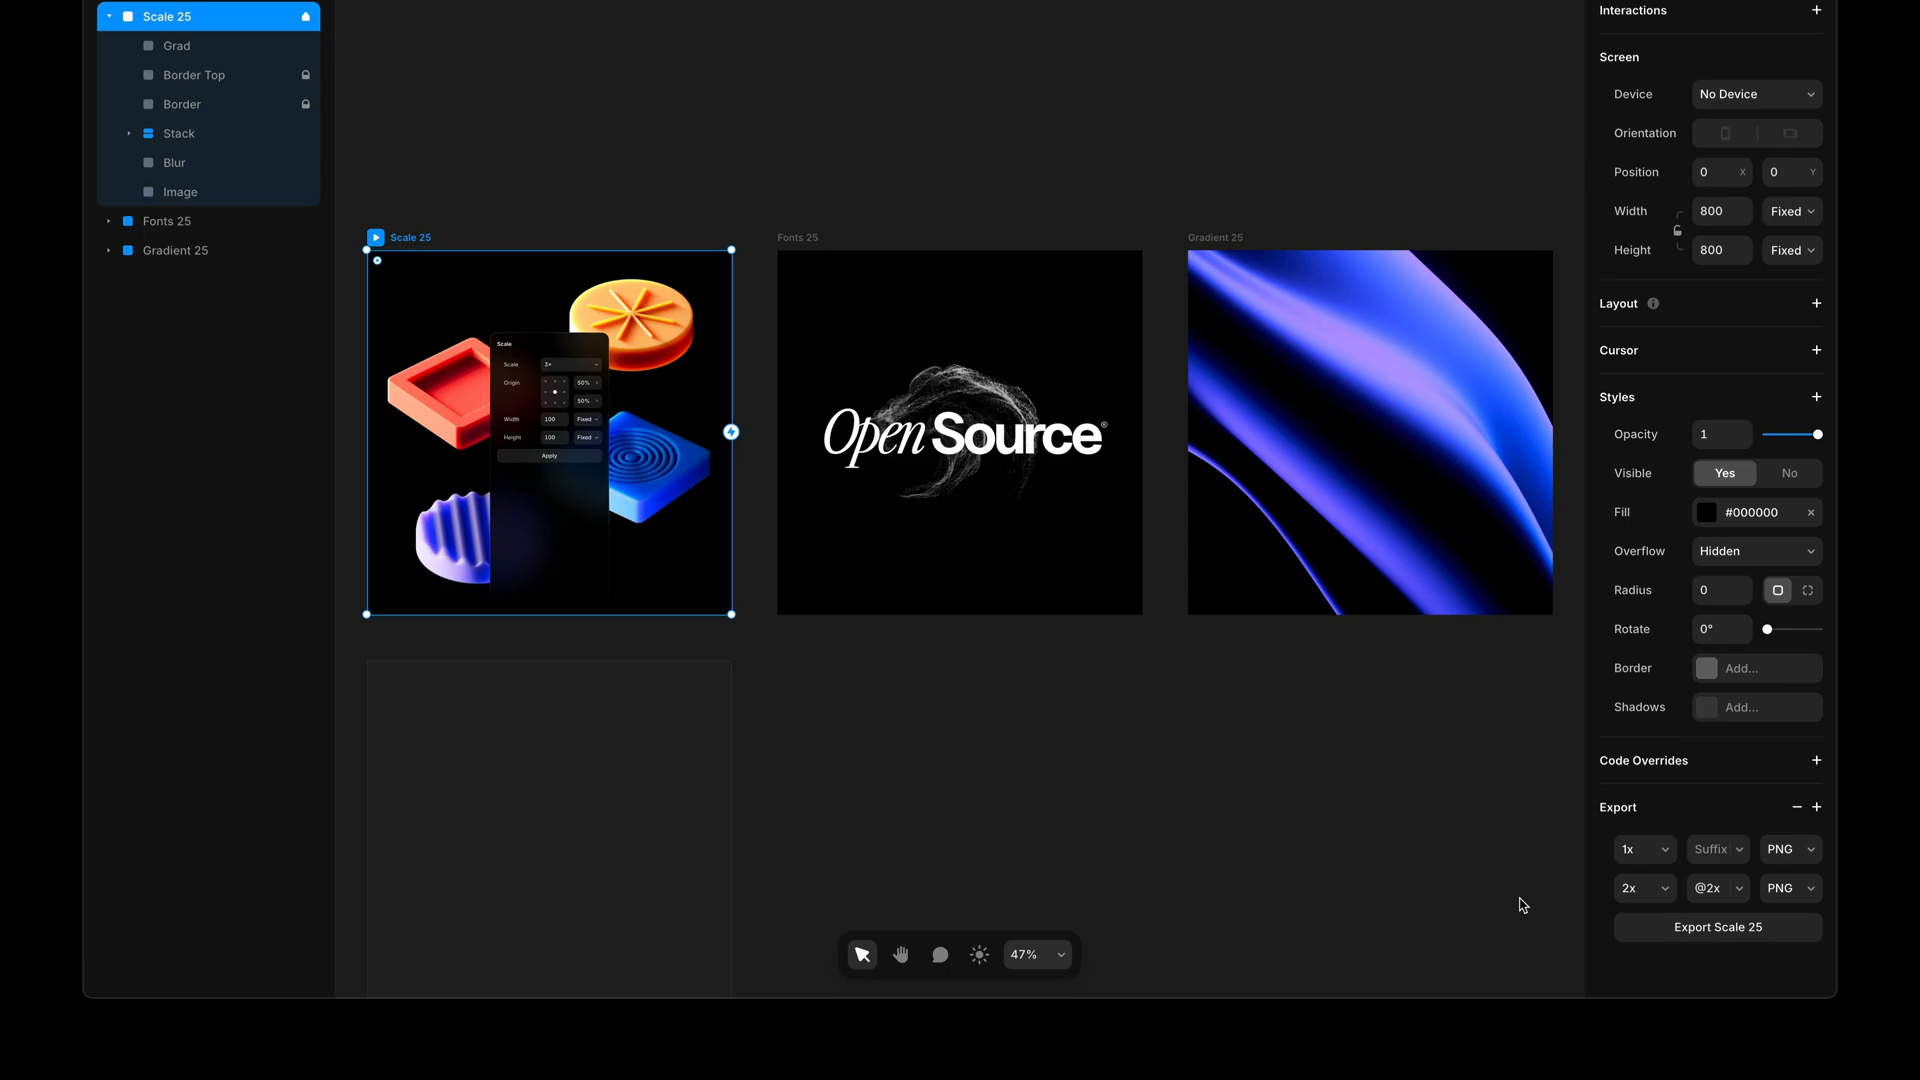 Scale 25
Grad
Border Top
Border
Stack
Blur
Image
Fonts 25
Gradient 25
Scale 25
Scale
Scale 3×
Origin 50%
50%
Width 100 Fixed
Height 100 Fixed
Apply
Fonts 25
Open Source®
Gradient 25
47%
Interactions
Screen
Device No Device
Orientation
Position 0 X 0 Y
Width 800 Fixed
Height 800 Fixed
Layout
Cursor
Styles
Opacity 1
Visible Yes No
Fill #000000
Overflow Hidden
Radius 0
Rotate 0°
Border Add...
Shadows Add...
Code Overrides
Export
1x Suffix PNG
2x @2x PNG
Export Scale 25